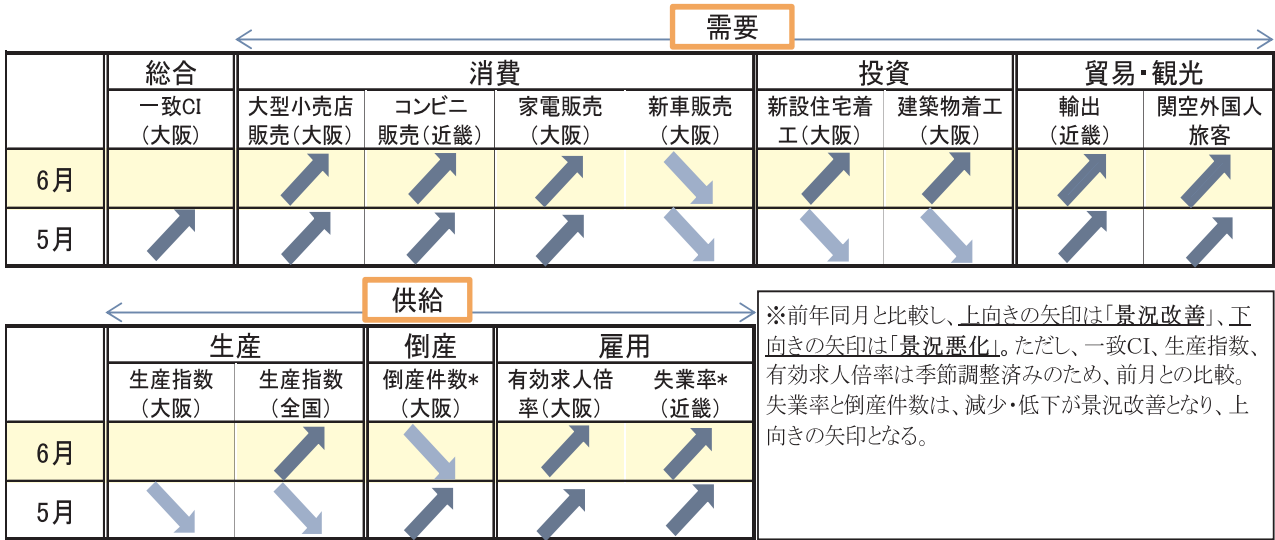 需要
総合 消費 投資 貿易・観光
一致CI
(大阪)
大型小売店
販売(大阪)
コンビニ
販売(近畿)
家電販売
(大阪)
新車販売
(大阪)
新設住宅着
工(大阪)
建築物着工
(大阪)
輸出
(近畿)
関空外国人
旅客
6月
5月
供給
生産 倒産 雇用
生産指数
(大阪)
生産指数
(全国)
倒産件数*
(大阪)
有効求人倍
率(大阪)
失業率*
(近畿)
6月
5月
※前年同月と比較し、上向きの矢印は「景況改善」、下
向きの矢印は「景況悪化」。ただし、一致CI、生産指数、
有効求人倍率は季節調整済みのため、前月との比較。
失業率と倒産件数は、減少・低下が景況改善となり、上
向きの矢印となる。